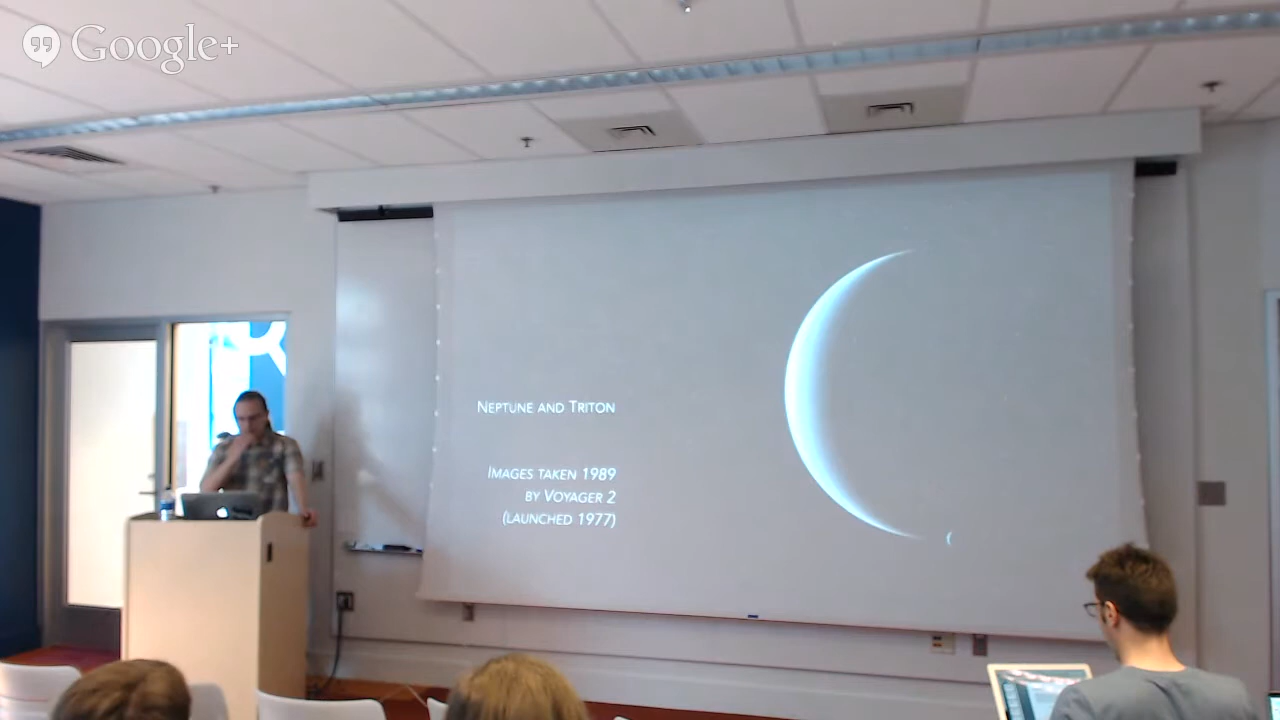 Google+
NEPTUNE AND TRITON
IMAGES TAKEN 1989
BY VOYAGER 2
(LAUNCHED 1977)